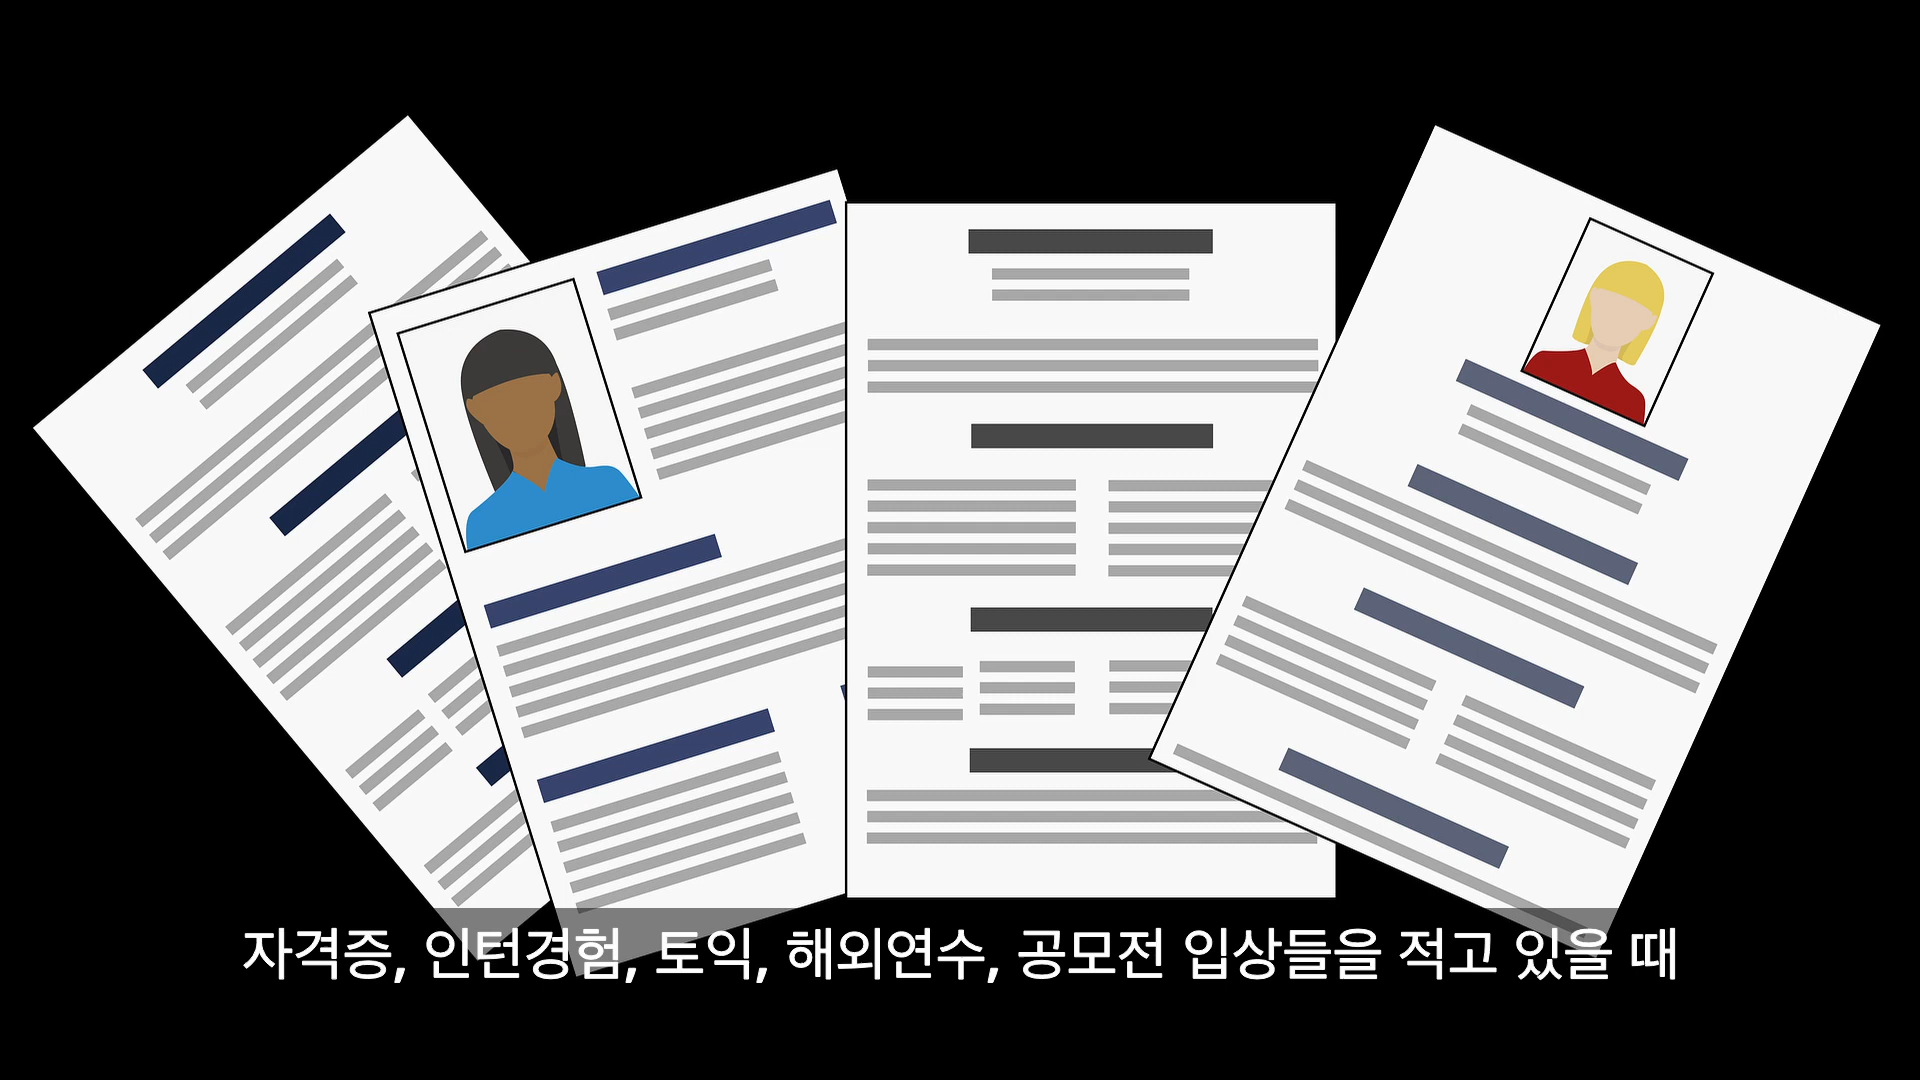 자격증, 인턴경험, 토익, 해외연수, 공모전 입상들을 적고 있을 때